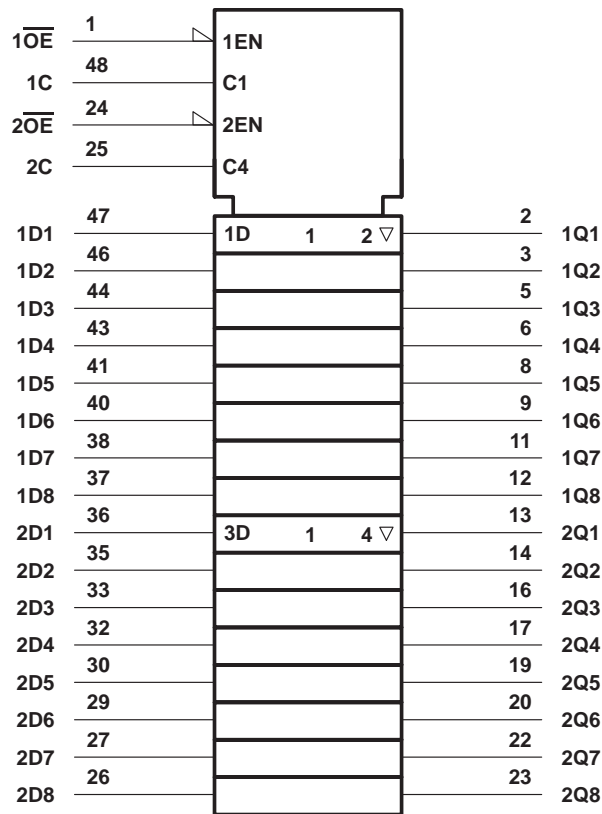 1OE 1 1EN
1C 48 C1
2OE 24 2EN
2C 25 C4
1D1 47 1D 1 2 ▽ 2 1Q1
1D2 46 3 1Q2
1D3 44 5 1Q3
1D4 43 6 1Q4
1D5 41 8 1Q5
1D6 40 9 1Q6
1D7 38 11 1Q7
1D8 37 12 1Q8
2D1 36 3D 1 4 ▽ 13 2Q1
2D2 35 14 2Q2
2D3 33 16 2Q3
2D4 32 17 2Q4
2D5 30 19 2Q5
2D6 29 20 2Q6
2D7 27 22 2Q7
2D8 26 23 2Q8